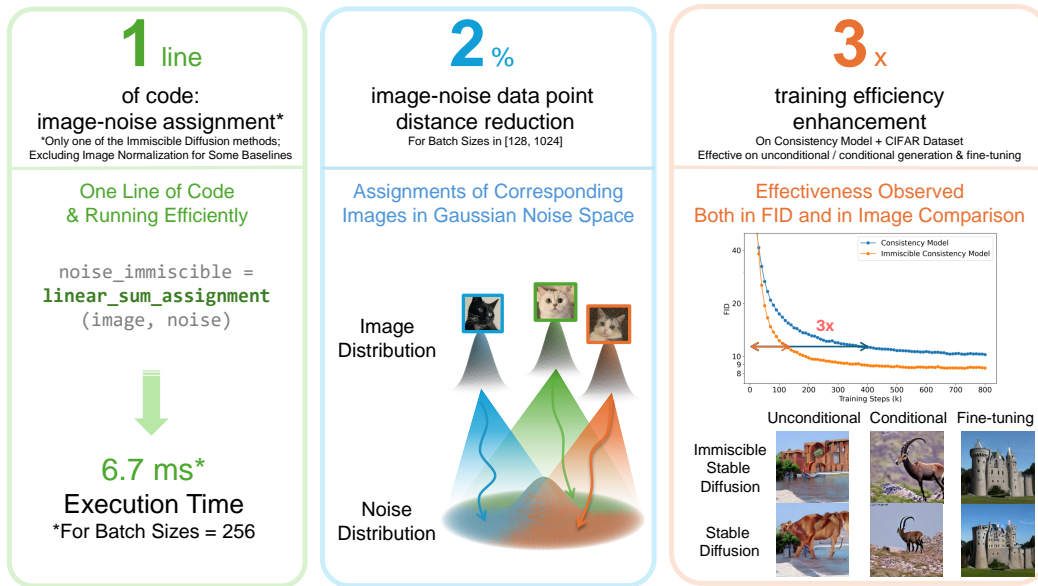 1 line
of code:
image-noise assignment*
*Only one of the Immiscible Diffusion methods;
Excluding Image Normalization for Some Baselines
One Line of Code
& Running Efficiently
noise_immiscible =
linear_sum_assignment
(image, noise)
6.7 ms*
Execution Time
*For Batch Sizes = 256
2 %
image-noise data point
distance reduction
For Batch Sizes in [128, 1024]
Assignments of Corresponding
Images in Gaussian Noise Space
Image
Distribution
Noise
Distribution
3 x
training efficiency
enhancement
On Consistency Model + CIFAR Dataset
Effective on unconditional / conditional generation & fine-tuning
Effectiveness Observed
Both in FID and in Image Comparison
Consistency Model
Immiscible Consistency Model
40
20
10
9
8
FID
3x
0 100 200 300 400 500 600 700 800
Training Steps (k)
Unconditional Conditional Fine-tuning
Immiscible
Stable
Diffusion
Stable
Diffusion